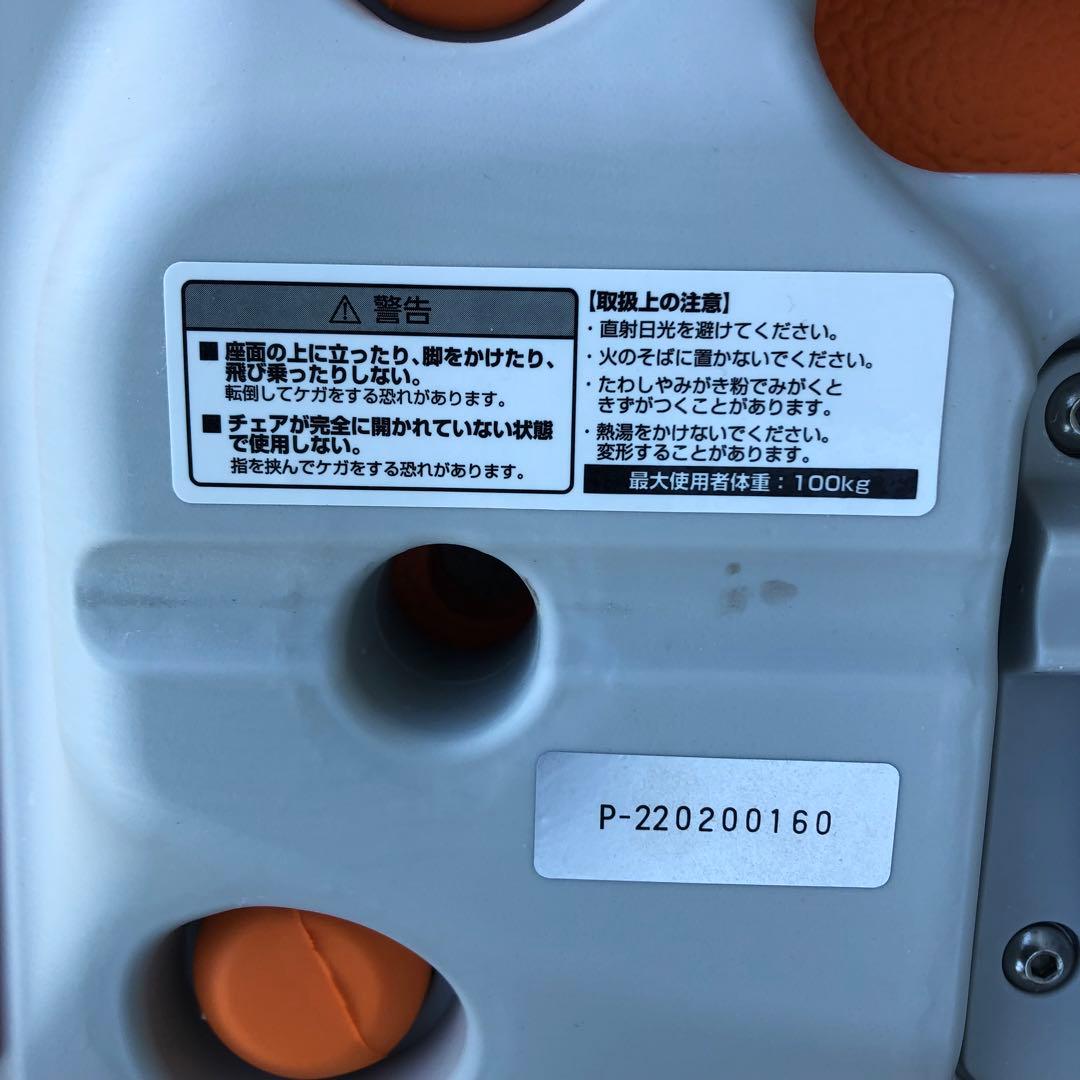 ⚠ 警告
■ 座面の上に立ったり、脚をかけたり、
飛び乗ったりしない。
転倒してケガをする恐れがあります。
■ チェアが完全に開かれていない状態
で使用しない。
指を挟んでケガをする恐れがあります。
【取扱上の注意】
・直射日光を避けてください。
・火のそばに置かないでください。
・たわしやみがき粉でみがくと
きずがつくことがあります。
・熱湯をかけないでください。
変形することがあります。
最大使用者体重：100kg
P-220200160